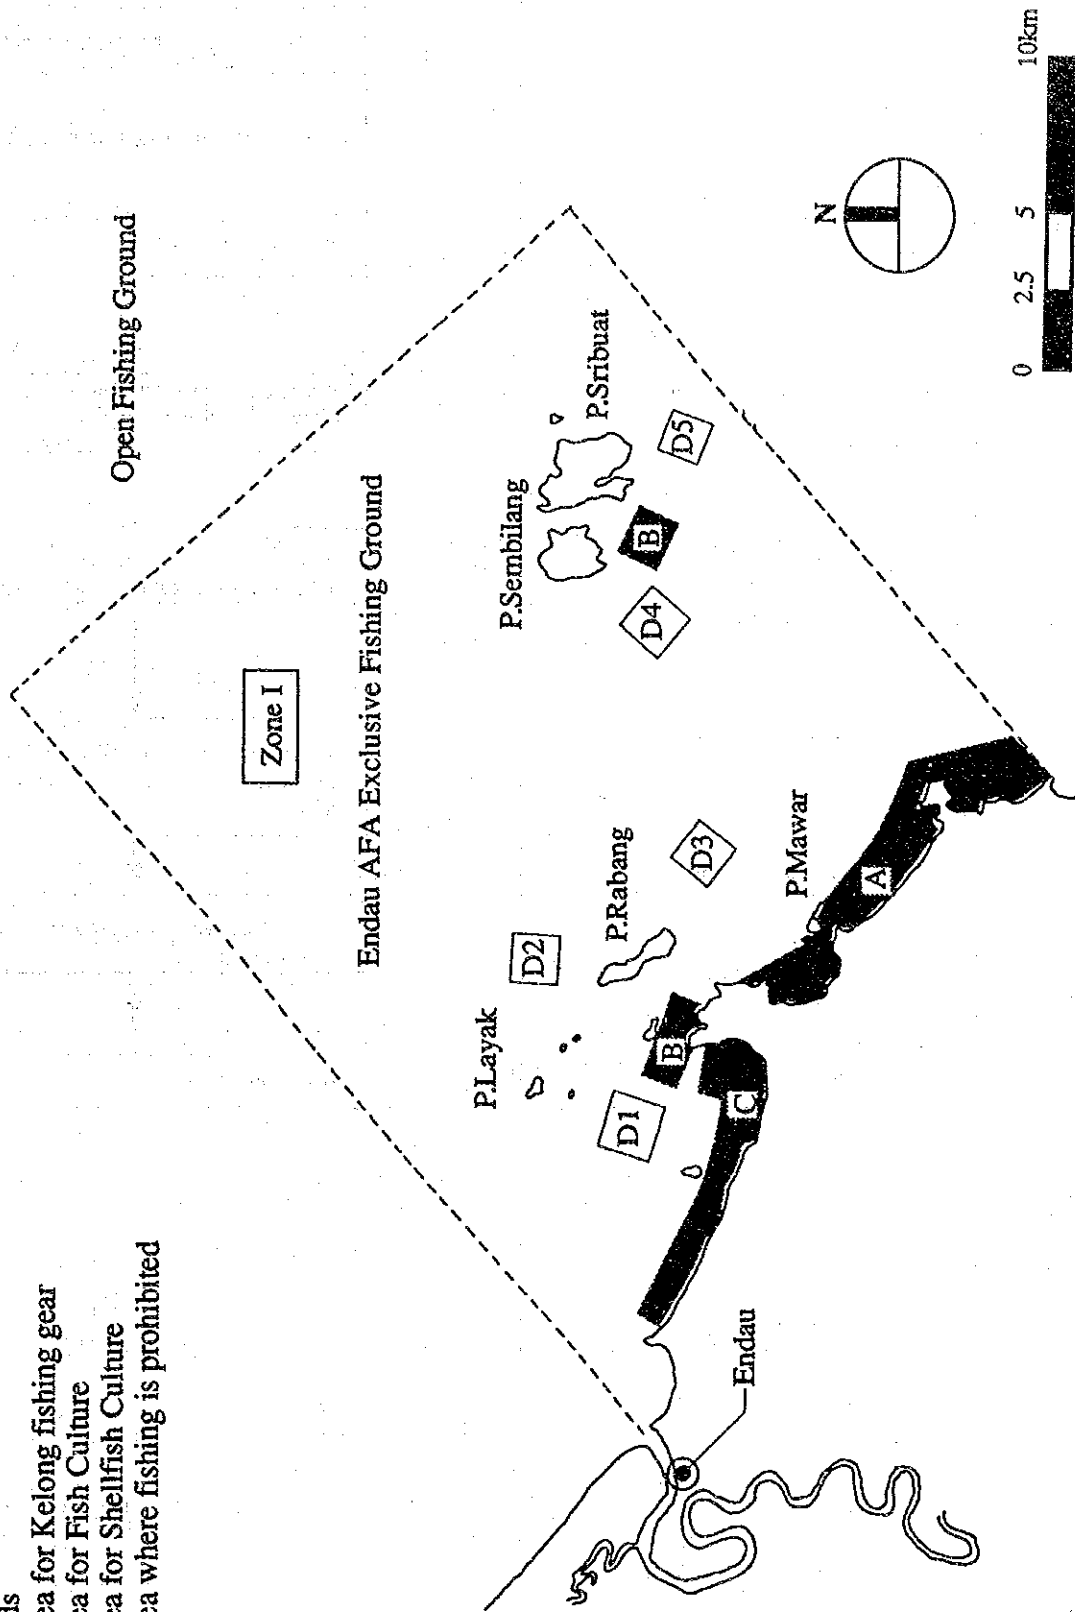 ds
ea for Kelong fishing gear
ea for Fish Culture
ea for Shellfish Culture
ea where fishing is prohibited
Open Fishing Ground
Zone I
Endau AFA Exclusive Fishing Ground
P.Layak
P.Sembilang
P.Sribuat
D2
P.Rabang
D1
B
D3
D4
B
D5
P.Mawar
C
A
Endau
N
0 2.5 5 10km